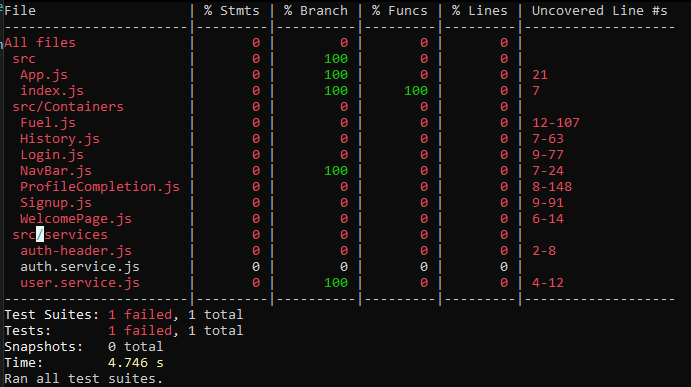 File | % Stmts | % Branch | % Funcs | % Lines | Uncovered Line #s
-----------------------|---------|----------|---------|---------|-------------------
All files | 0 | 0 | 0 | 0 |
src | 0 | 100 | 0 | 0 |
App.js | 0 | 100 | 0 | 0 | 21
index.js | 0 | 100 | 100 | 0 | 7
src/Containers | 0 | 0 | 0 | 0 |
Fuel.js | 0 | 0 | 0 | 0 | 12-107
History.js | 0 | 0 | 0 | 0 | 7-63
Login.js | 0 | 0 | 0 | 0 | 9-77
NavBar.js | 0 | 100 | 0 | 0 | 7-24
ProfileCompletion.js | 0 | 0 | 0 | 0 | 8-148
Signup.js | 0 | 0 | 0 | 0 | 9-91
WelcomePage.js | 0 | 0 | 0 | 0 | 6-14
src/services | 0 | 0 | 0 | 0 |
auth-header.js | 0 | 0 | 0 | 0 | 2-8
auth.service.js | 0 | 0 | 0 | 0 |
user.service.js | 0 | 100 | 0 | 0 | 4-12
-----------------------|---------|----------|---------|---------|-------------------
Test Suites: 1 failed, 1 total
Tests: 1 failed, 1 total
Snapshots: 0 total
Time: 4.746 s
Ran all test suites.